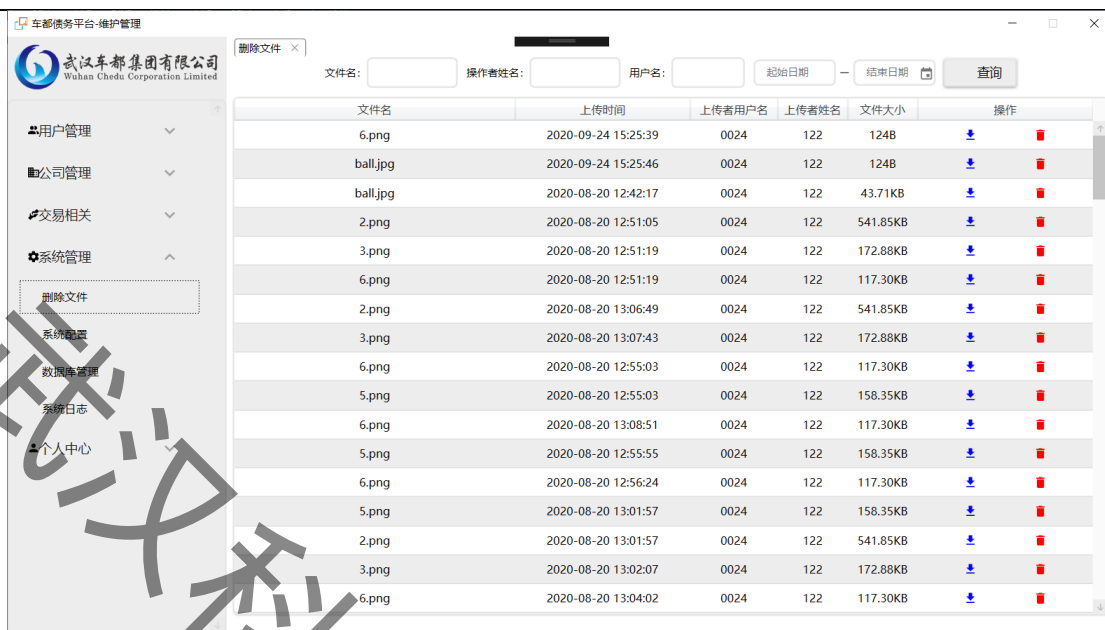 车都债务平台-维护管理
武汉车都集团有限公司
Wuhan Chedu Corporation Limited
删除文件
文件名: 操作者姓名: 用户名: 起始日期 — 结束日期 查询
用户管理
公司管理
交易相关
系统管理
删除文件
系统配置
数据库管理
系统日志
个人中心
文件名 上传时间 上传者用户名 上传者姓名 文件大小 操作
6.png 2020-09-24 15:25:39 0024 122 124B
ball.jpg 2020-09-24 15:25:46 0024 122 124B
ball.jpg 2020-08-20 12:42:17 0024 122 43.71KB
2.png 2020-08-20 12:51:05 0024 122 541.85KB
3.png 2020-08-20 12:51:19 0024 122 172.88KB
6.png 2020-08-20 12:51:19 0024 122 117.30KB
2.png 2020-08-20 13:06:49 0024 122 541.85KB
3.png 2020-08-20 13:07:43 0024 122 172.88KB
6.png 2020-08-20 12:55:03 0024 122 117.30KB
5.png 2020-08-20 12:55:03 0024 122 158.35KB
6.png 2020-08-20 13:08:51 0024 122 117.30KB
5.png 2020-08-20 12:55:55 0024 122 158.35KB
6.png 2020-08-20 12:56:24 0024 122 117.30KB
5.png 2020-08-20 13:01:57 0024 122 158.35KB
2.png 2020-08-20 13:01:57 0024 122 541.85KB
3.png 2020-08-20 13:02:07 0024 122 172.88KB
6.png 2020-08-20 13:04:02 0024 122 117.30KB
武汉科